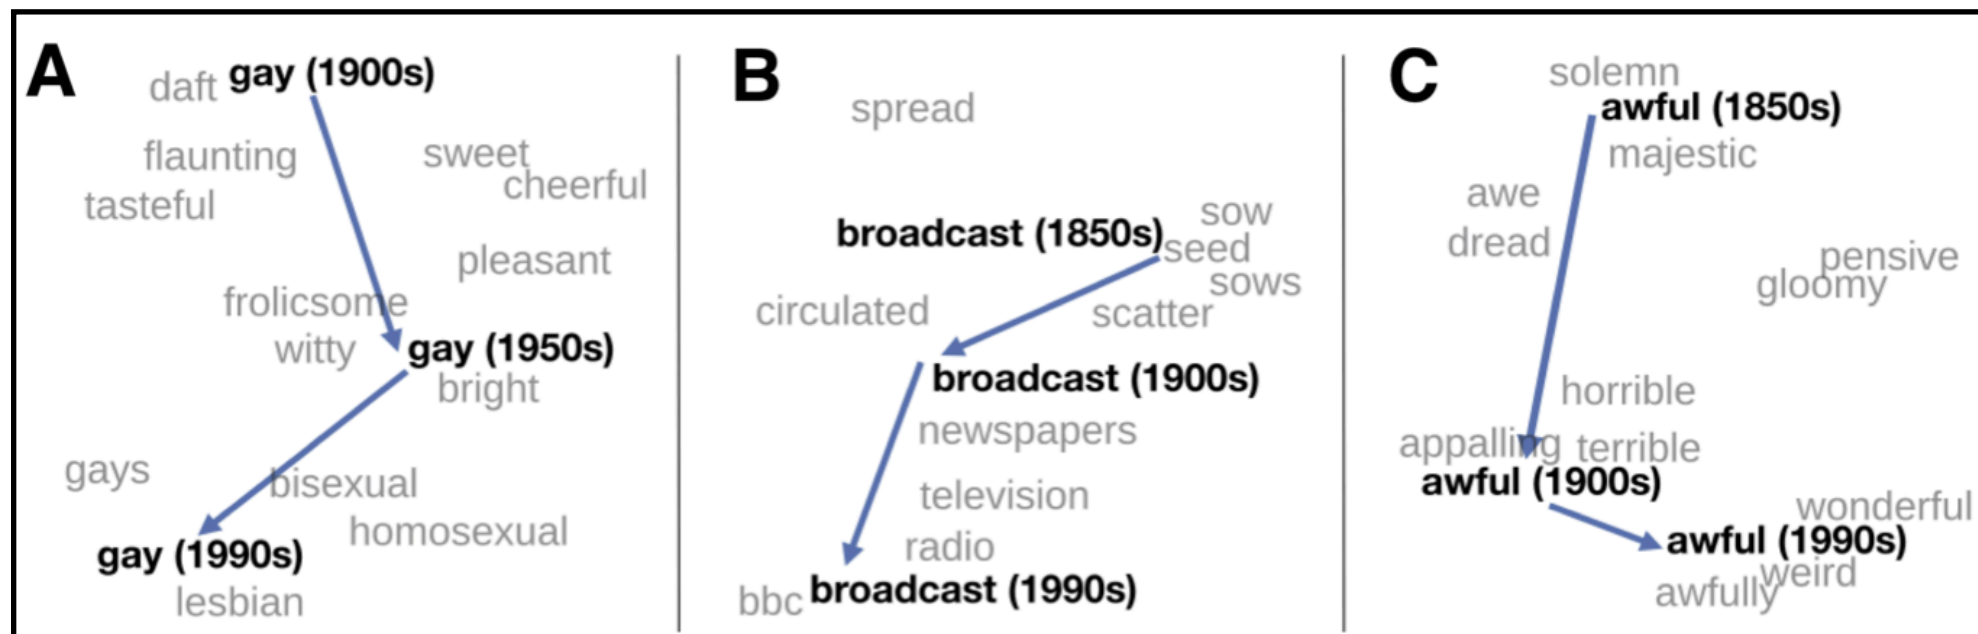 A
daft gay (1900s)
flaunting
sweet
cheerful
tasteful
pleasant
frolicsome
witty
gay (1950s)
bright
gays
bisexual
homosexual
gay (1990s)
lesbian
B
spread
sow
broadcast (1850s)
seed
sows
circulated
scatter
broadcast (1900s)
newspapers
television
radio
bbc broadcast (1990s)
C
solemn
awful (1850s)
majestic
awe
dread
pensive
gloomy
horrible
appalling terrible
awful (1900s)
wonderful
awful (1990s)
weird
awfully